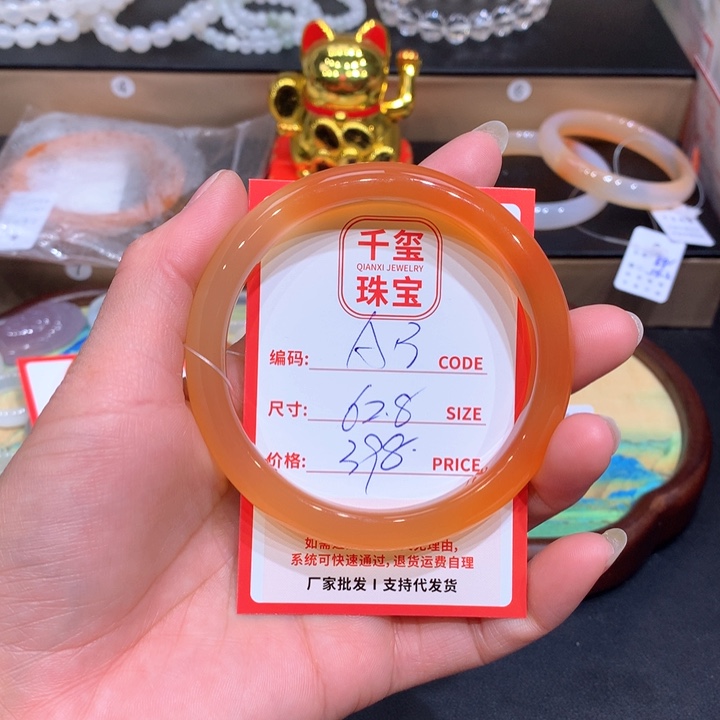 千玺
QIANXI JEWELRY
珠宝
编码: A3 CODE
尺寸: 62.8 SIZE
价格: 398. PRICE
系统可快速通过, 退货运费自理
厂家批发 I 支持代发货